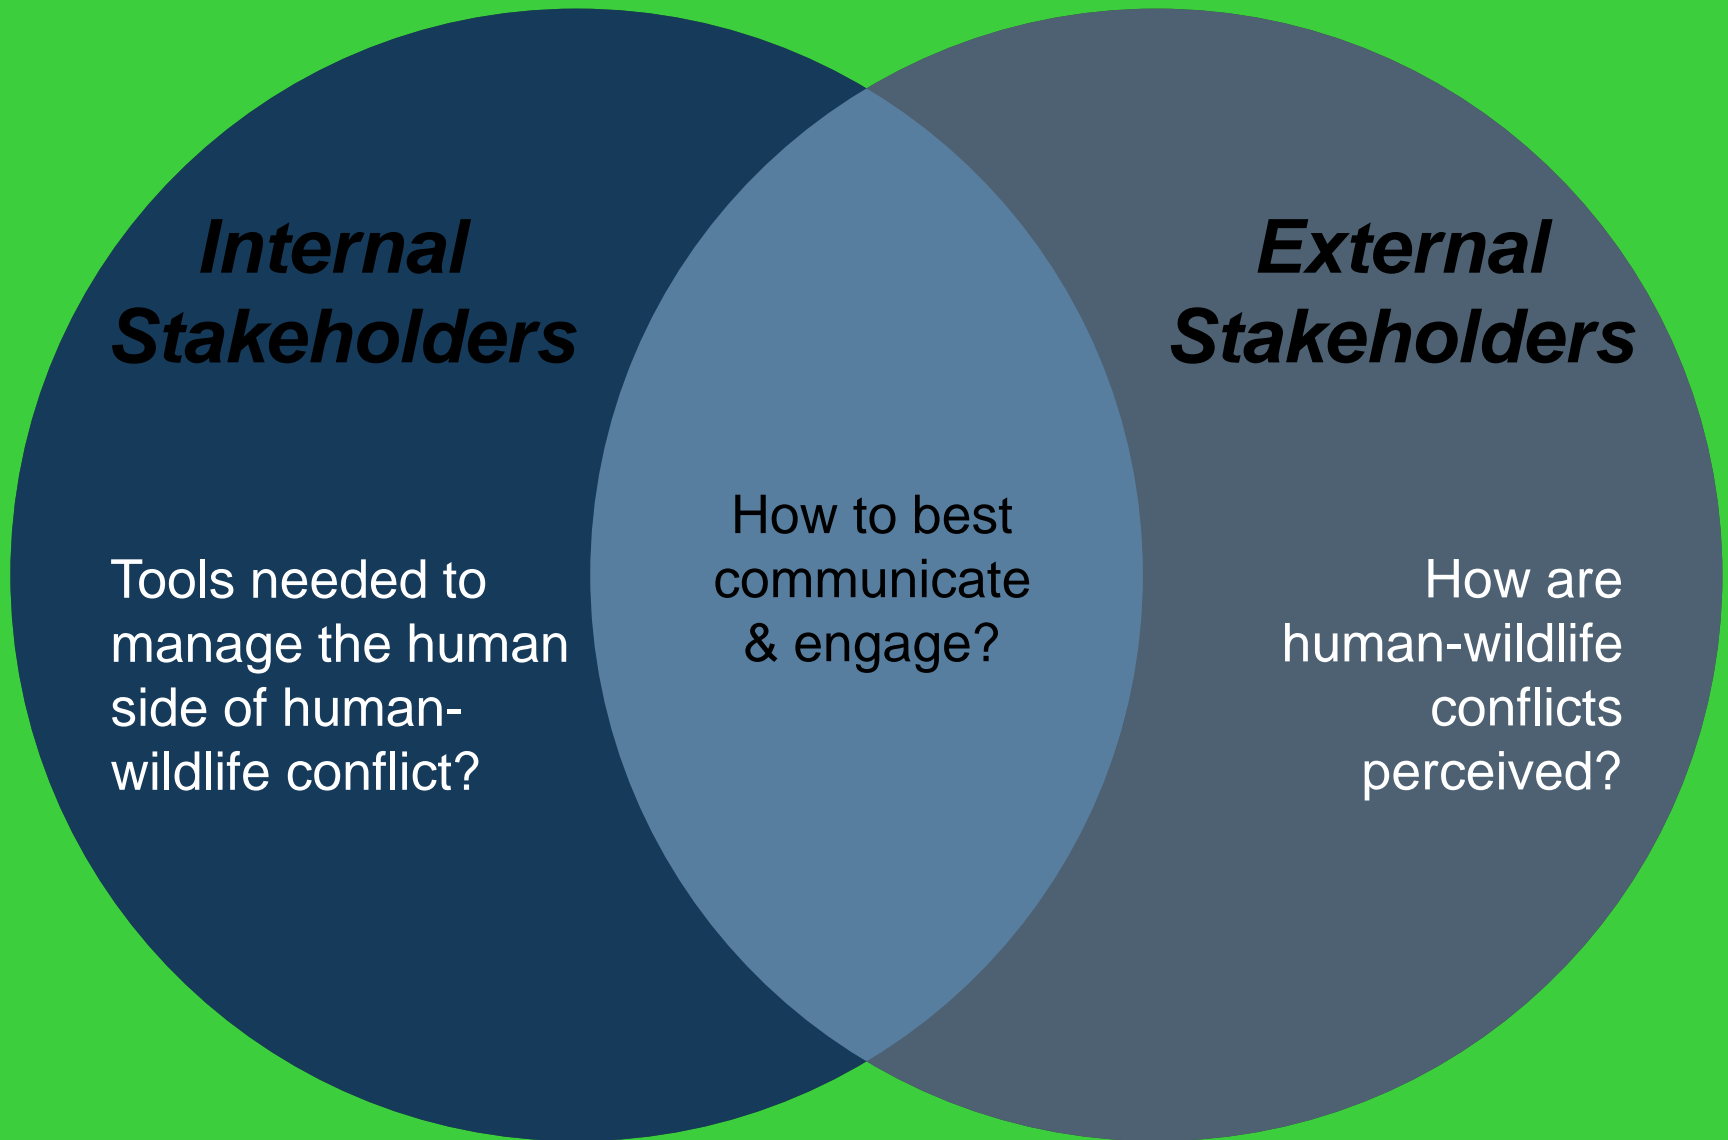 Internal
Stakeholders
Tools needed to
manage the human
side of human-
wildlife conflict?
How to best
communicate
& engage?
External
Stakeholders
How are
human-wildlife
conflicts
perceived?